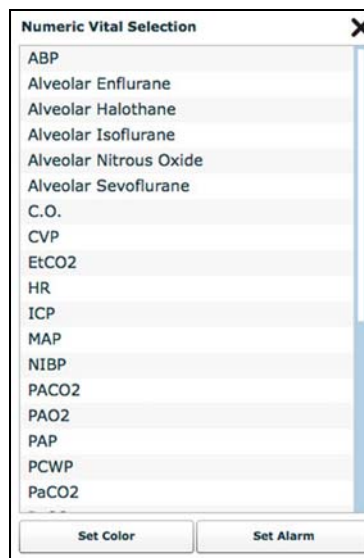 Numeric Vital Selection
ABP
Alveolar Enflurane
Alveolar Halothane
Alveolar Isoflurane
Alveolar Nitrous Oxide
Alveolar Sevoflurane
C.O.
CVP
EtCO2
HR
ICP
MAP
NIBP
PACO2
PAO2
PAP
PCWP
PaCO2
Set Color
Set Alarm